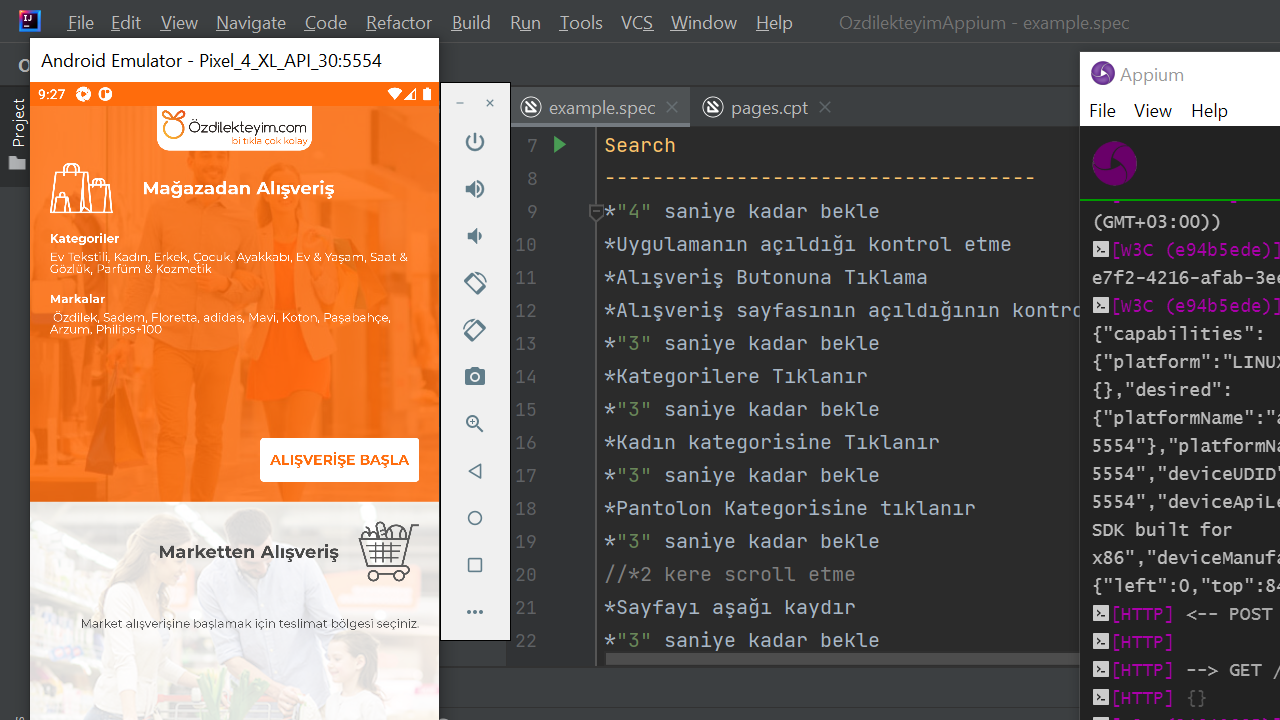 File Edit View Navigate Code Refactor Build Run Tools VCS Window Help OzdilekteyimAppium - example.spec
Android Emulator - Pixel_4_XL_API_30:5554
Project
9:27
Özdilekteyim.com
bi tıkla çok kolay
Mağazadan Alışveriş
Kategoriler
Ev Tekstili, Kadın, Erkek, Çocuk, Ayakkabı, Ev & Yaşam, Saat &
Gözlük, Parfüm & Kozmetik
Markalar
Özdilek, Sadem, Floretta, adidas, Mavi, Koton, Paşabahçe,
Arzum, Philips+100
ALIŞVERİŞE BAŞLA
Marketten Alışveriş
Market alışverişine başlamak için teslimat bölgesi seçiniz.
example.spec pages.cpt
7 Search
8 ------------------------------------
9 *"4" saniye kadar bekle
10 *Uygulamanın açıldığı kontrol etme
11 *Alışveriş Butonuna Tıklama
12 *Alışveriş sayfasının açıldığının kontro
13 *"3" saniye kadar bekle
14 *Kategorilere Tıklanır
15 *"3" saniye kadar bekle
16 *Kadın kategorisine Tıklanır
17 *"3" saniye kadar bekle
18 *Pantolon Kategorisine tıklanır
19 *"3" saniye kadar bekle
20 //*2 kere scroll etme
21 *Sayfayı aşağı kaydır
22 *"3" saniye kadar bekle
Appium
File View Help
(GMT+03:00))
[W3C (e94b5ede)]
e7f2-4216-afab-3ee
[W3C (e94b5ede)]
{"capabilities":
{"platform":"LINUX
{},"desired":
{"platformName":"a
5554"},"platformNa
5554","deviceUDID"
5554","deviceApiLe
SDK built for
x86","deviceManufa
{"left":0,"top":84
[HTTP] <-- POST
[HTTP]
[HTTP] --> GET /
[HTTP] {}